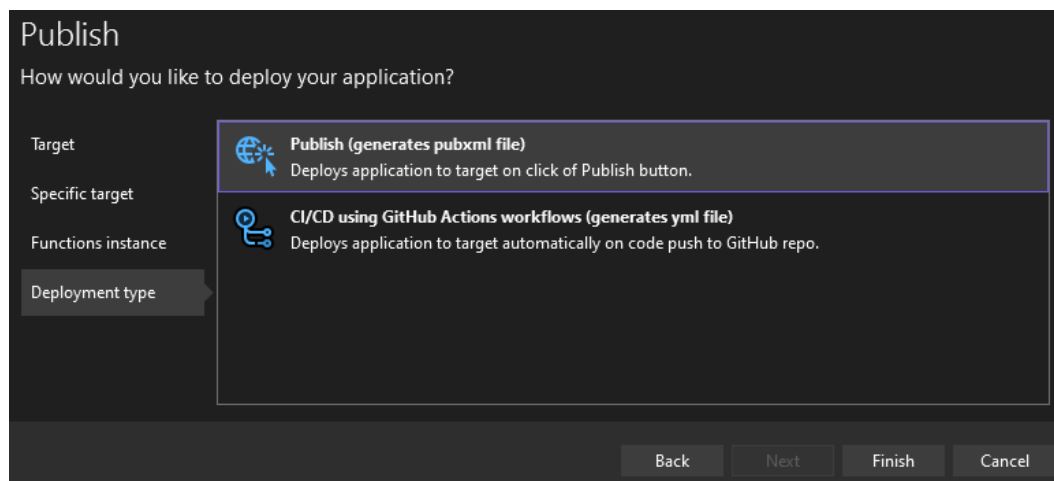 Publish
How would you like to deploy your application?
Target
Specific target
Functions instance
Deployment type
Publish (generates pubxml file)
Deploys application to target on click of Publish button.
CI/CD using GitHub Actions workflows (generates yml file)
Deploys application to target automatically on code push to GitHub repo.
Back
Next
Finish
Cancel